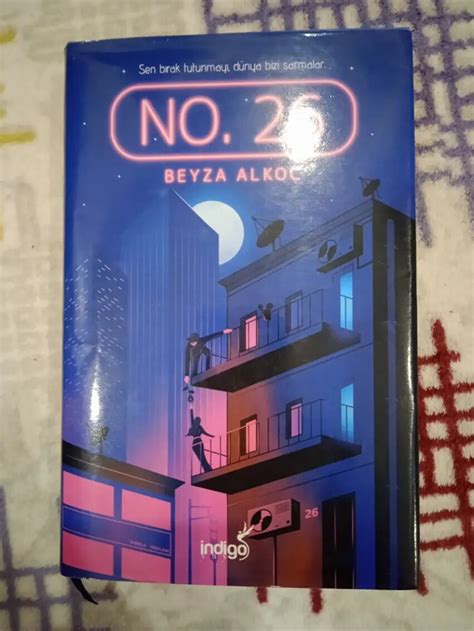 Sen bırak tutunmayı, dünya bizi sarmalar...
NO. 26
BEYZA ALKOÇ
26
indigo